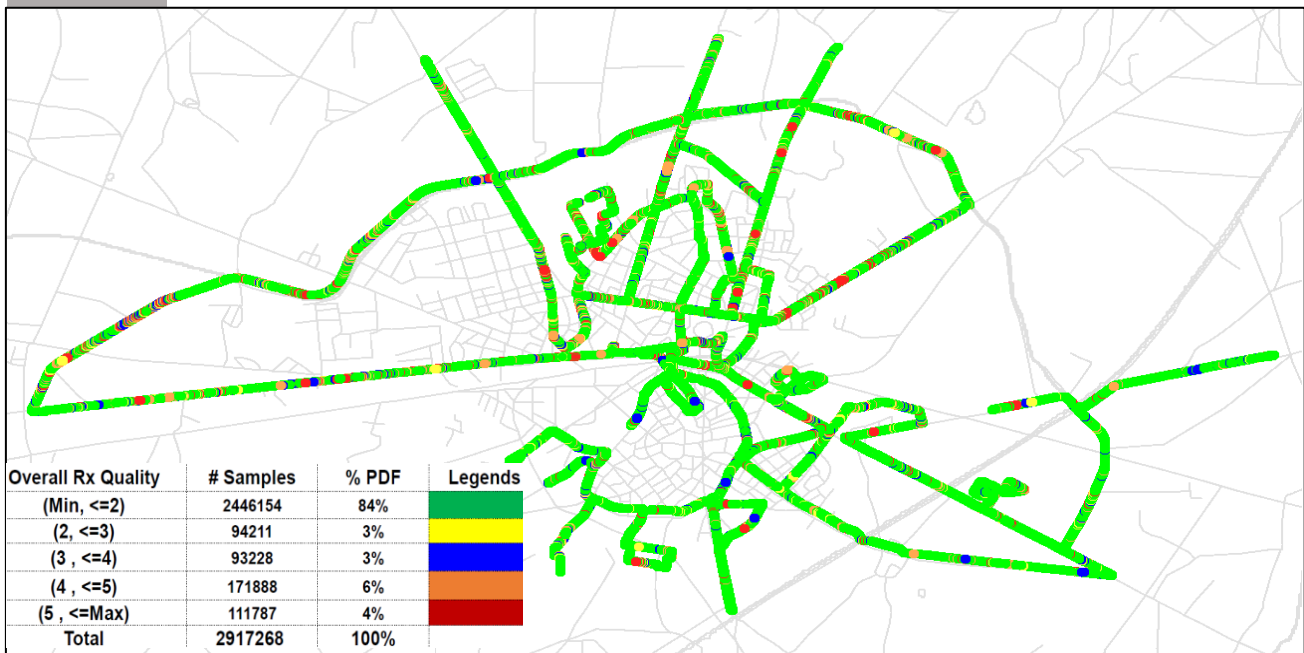 Overall Rx Quality # Samples % PDF Legends
(Min, <=2) 2446154 84%
(2, <=3) 94211 3%
(3 , <=4) 93228 3%
(4 , <=5) 171888 6%
(5 , <=Max) 111787 4%
Total 2917268 100%